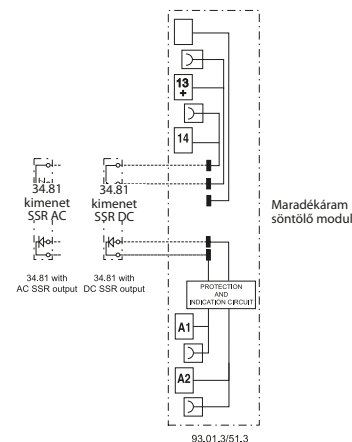 13
+
14
34.81
kimenet
SSR AC
34.81
kimenet
SSR DC
Maradékáram
söntölő modul
34.81 with
AC SSR output
34.81 with
DC SSR output
PROTECTION
AND
INDICATION CIRCUIT
A1
A2
93.01.3/51.3